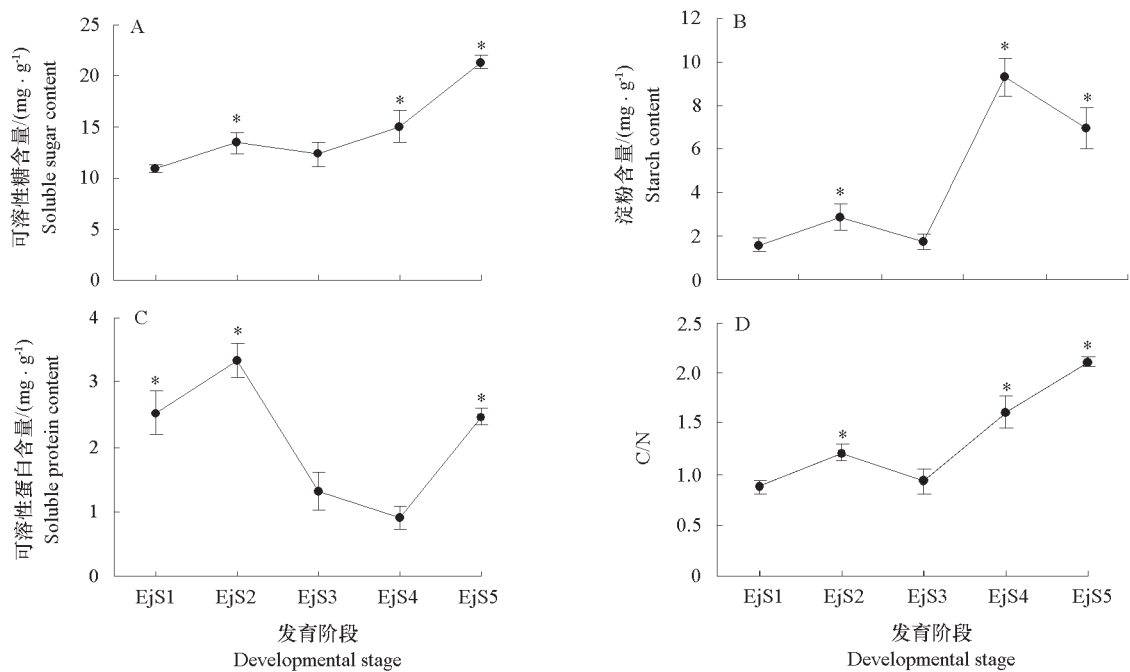 A
25
20
15
10
5
0
可溶性糖含量/(mg · g⁻¹)
Soluble sugar content
*
*
*
B
12
10
8
6
4
2
0
淀粉含量/(mg · g⁻¹)
Starch content
*
*
*
C
4
3
2
1
0
可溶性蛋白含量/(mg · g⁻¹)
Soluble protein content
*
*
*
EjS1 EjS2 EjS3 EjS4 EjS5
发育阶段
Developmental stage
D
2.5
2.0
1.5
1.0
0.5
0
C/N
*
*
*
EjS1 EjS2 EjS3 EjS4 EjS5
发育阶段
Developmental stage